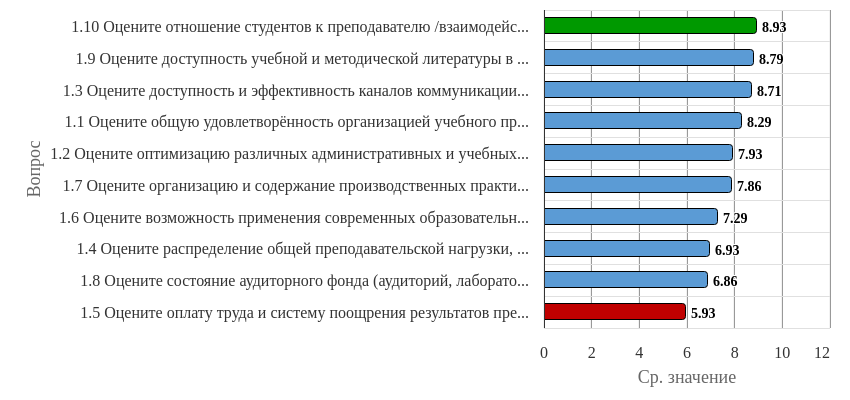 1.10 Оцените отношение студентов к преподавателю /взаимодейс... 8.93
1.9 Оцените доступность учебной и методической литературы в ... 8.79
1.3 Оцените доступность и эффективность каналов коммуникации... 8.71
1.1 Оцените общую удовлетворённость организацией учебного пр... 8.29
1.2 Оцените оптимизацию различных административных и учебных... 7.93
1.7 Оцените организацию и содержание производственных практи... 7.86
1.6 Оцените возможность применения современных образовательн... 7.29
1.4 Оцените распределение общей преподавательской нагрузки, ... 6.93
1.8 Оцените состояние аудиторного фонда (аудиторий, лаборато... 6.86
1.5 Оцените оплату труда и систему поощрения результатов пре... 5.93
Вопрос
0 2 4 6 8 10 12
Ср. значение